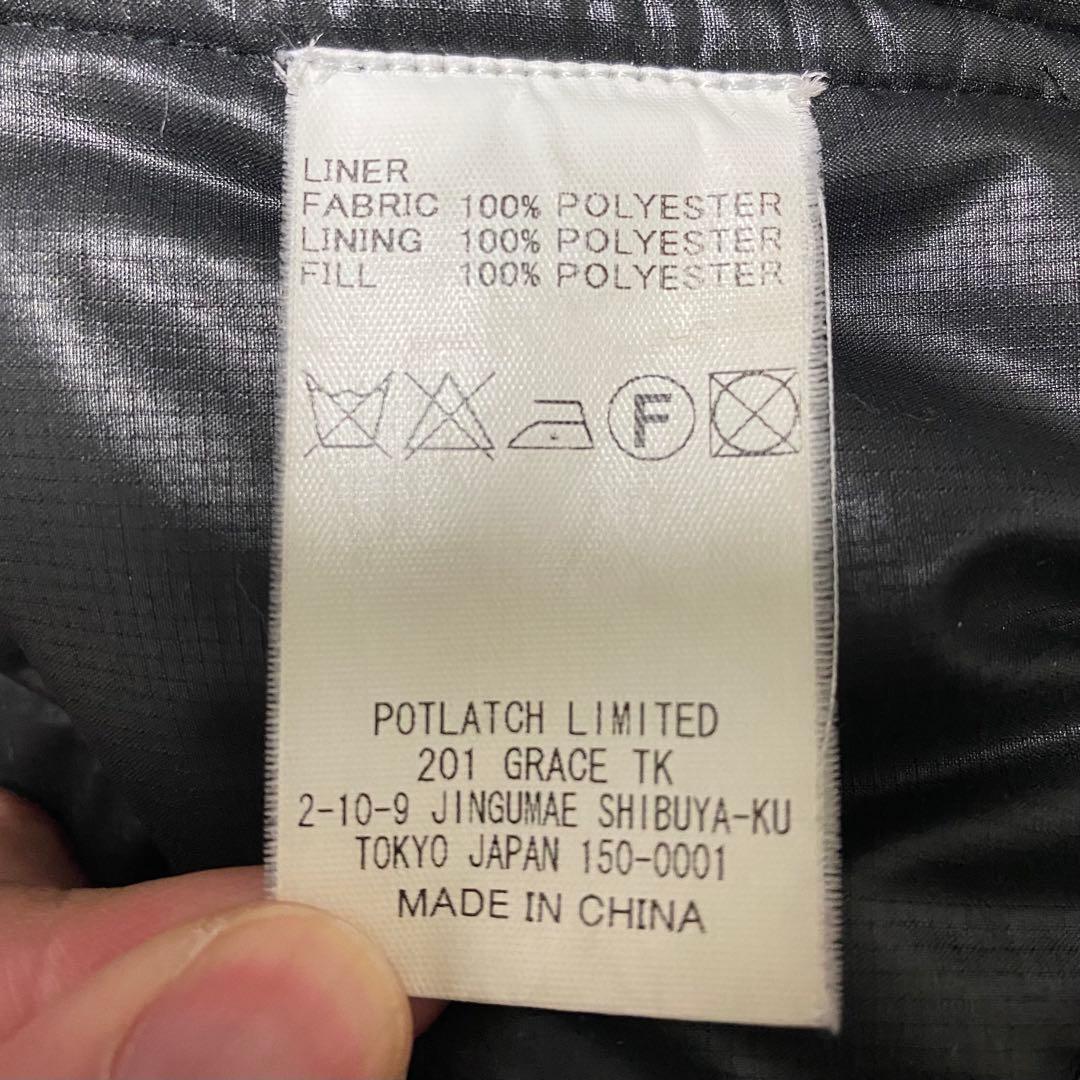 LINER
FABRIC 100% POLYESTER
LINING 100% POLYESTER
FILL 100% POLYESTER
F
POTLATCH LIMITED
201 GRACE TK
2-10-9 JINGUMAE SHIBUYA-KU
TOKYO JAPAN 150-0001
MADE IN CHINA